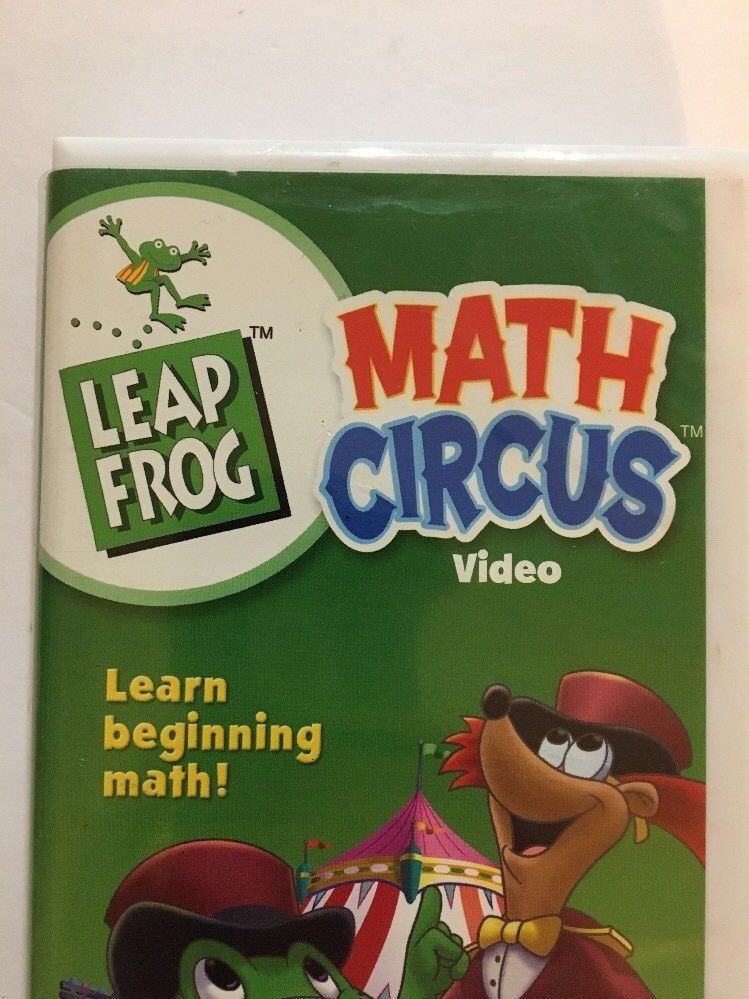 LEAP
FROG
TM
MATH
CIRCUS
TM
Video
Learn
beginning
math!